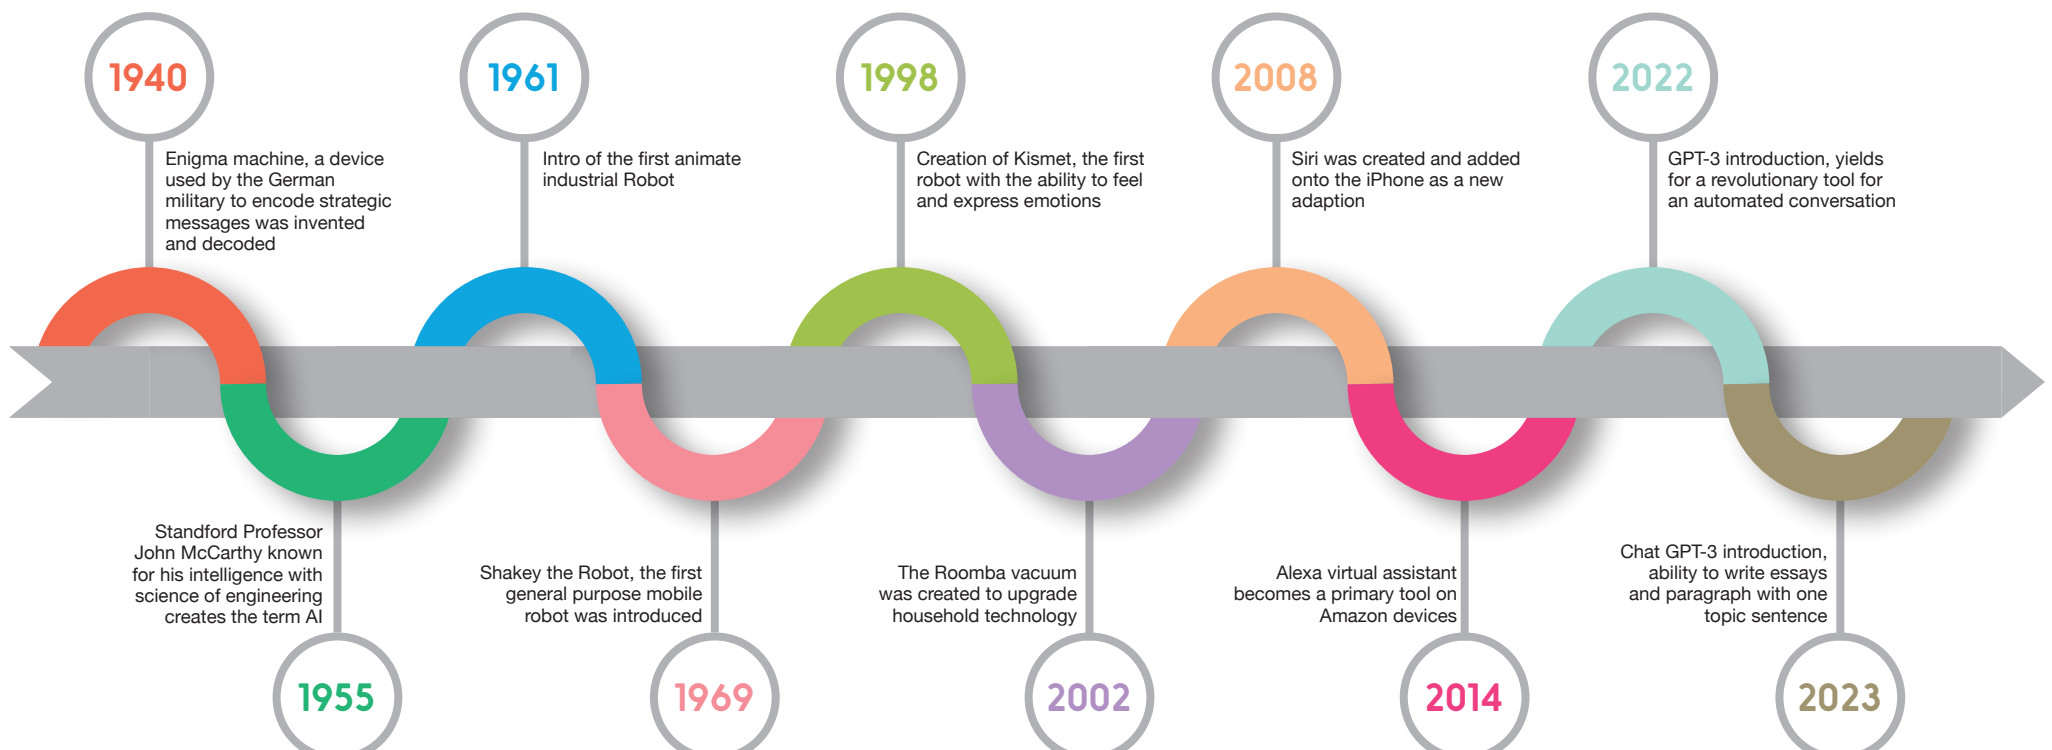 1940
Enigma machine, a device
used by the German
military to encode strategic
messages was invented
and decoded
1961
Intro of the first animate
industrial Robot
1998
Creation of Kismet, the first
robot with the ability to feel
and express emotions
2008
Siri was created and added
onto the iPhone as a new
adaption
2022
GPT-3 introduction, yields
for a revolutionary tool for
an automated conversation
Standford Professor
John McCarthy known
for his intelligence with
science of engineering
creates the term AI
1955
Shakey the Robot, the first
general purpose mobile
robot was introduced
1969
The Roomba vacuum
was created to upgrade
household technology
2002
Alexa virtual assistant
becomes a primary tool on
Amazon devices
2014
Chat GPT-3 introduction,
ability to write essays
and paragraph with one
topic sentence
2023